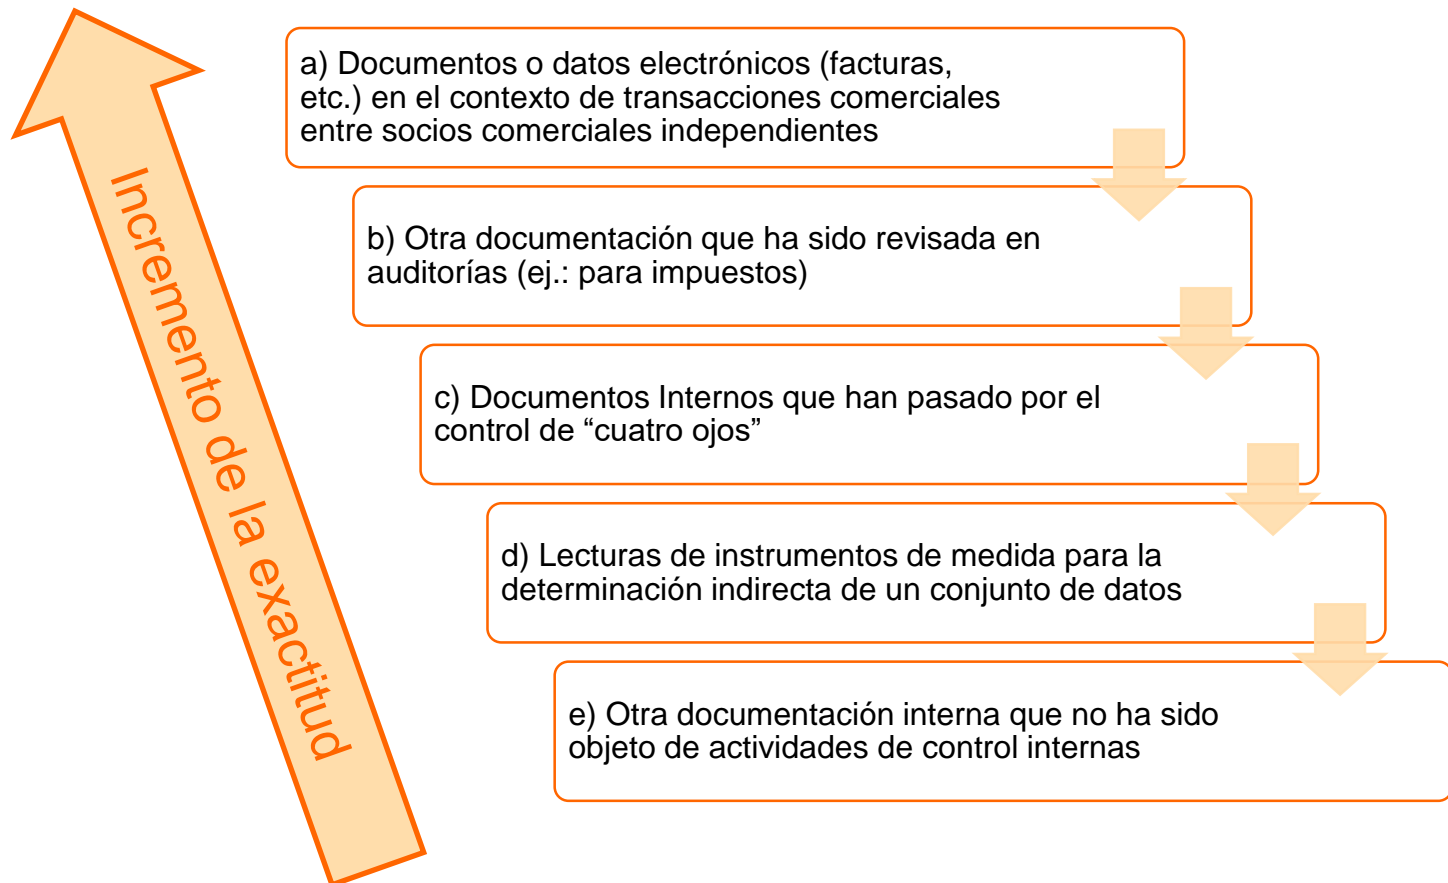 Incremento de la exactitud
a) Documentos o datos electrónicos (facturas,
etc.) en el contexto de transacciones comerciales
entre socios comerciales independientes
b) Otra documentación que ha sido revisada en
auditorías (ej.: para impuestos)
c) Documentos Internos que han pasado por el
control de “cuatro ojos”
d) Lecturas de instrumentos de medida para la
determinación indirecta de un conjunto de datos
e) Otra documentación interna que no ha sido
objeto de actividades de control internas